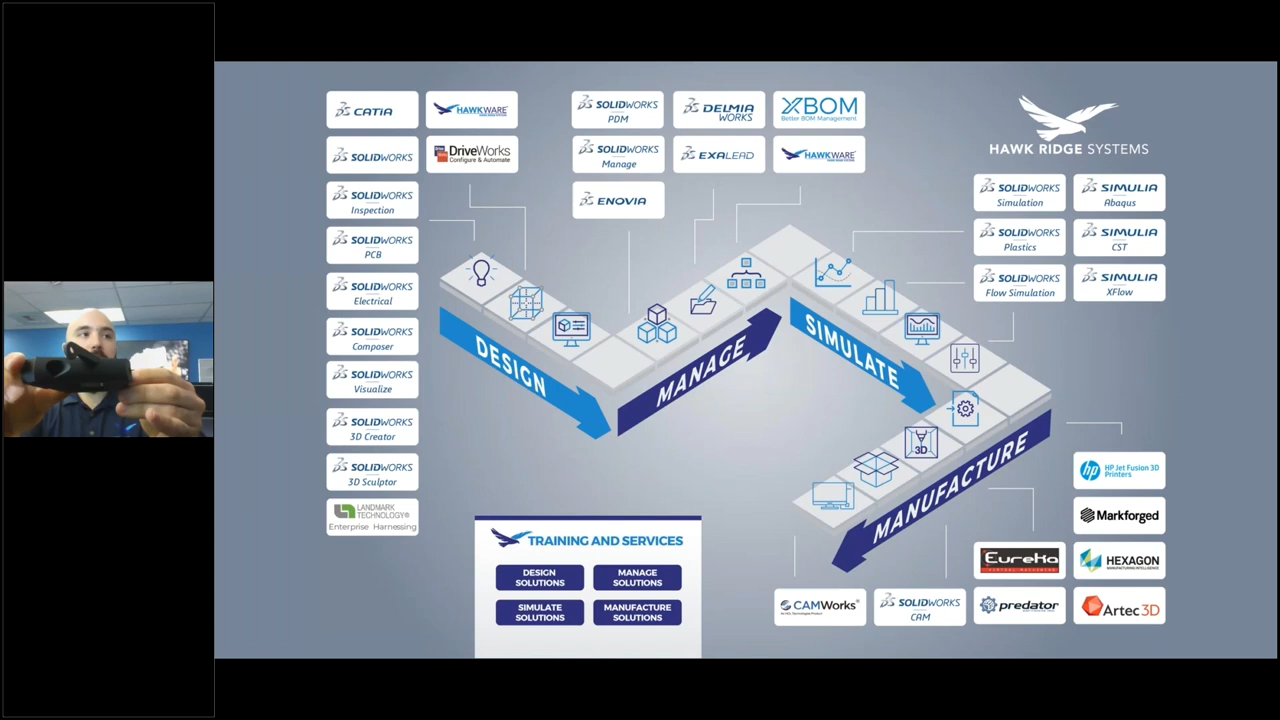 CATIA
HAWKWARE
SOLIDWORKS
DriveWorks
Configure & Automate
SOLIDWORKS
Inspection
SOLIDWORKS
PCB
SOLIDWORKS
Electrical
SOLIDWORKS
Composer
SOLIDWORKS
Visualize
SOLIDWORKS
3D Creator
SOLIDWORKS
3D Sculptor
LANDMARK
TECHNOLOGY®
Enterprise Harnessing
SOLIDWORKS
PDM
DELMIA
WORKS
XBOM
Better BOM Management
SOLIDWORKS
Manage
EXALEAD
HAWKWARE
ENOVIA
HAWK RIDGE SYSTEMS
SOLIDWORKS
Simulation
SIMULIA
Abaqus
SOLIDWORKS
Plastics
SIMULIA
CST
SOLIDWORKS
Flow Simulation
SIMULIA
XFlow
DESIGN
MANAGE
SIMULATE
3D
MANUFACTURE
TRAINING AND SERVICES
DESIGN
SOLUTIONS
MANAGE
SOLUTIONS
SIMULATE
SOLUTIONS
MANUFACTURE
SOLUTIONS
hp
HP Jet Fusion 3D
Printers
Markforged
EUREKA
HEXAGON
MANUFACTURING INTELLIGENCE
CAMWorks®
SOLIDWORKS
CAM
predator
Artec 3D